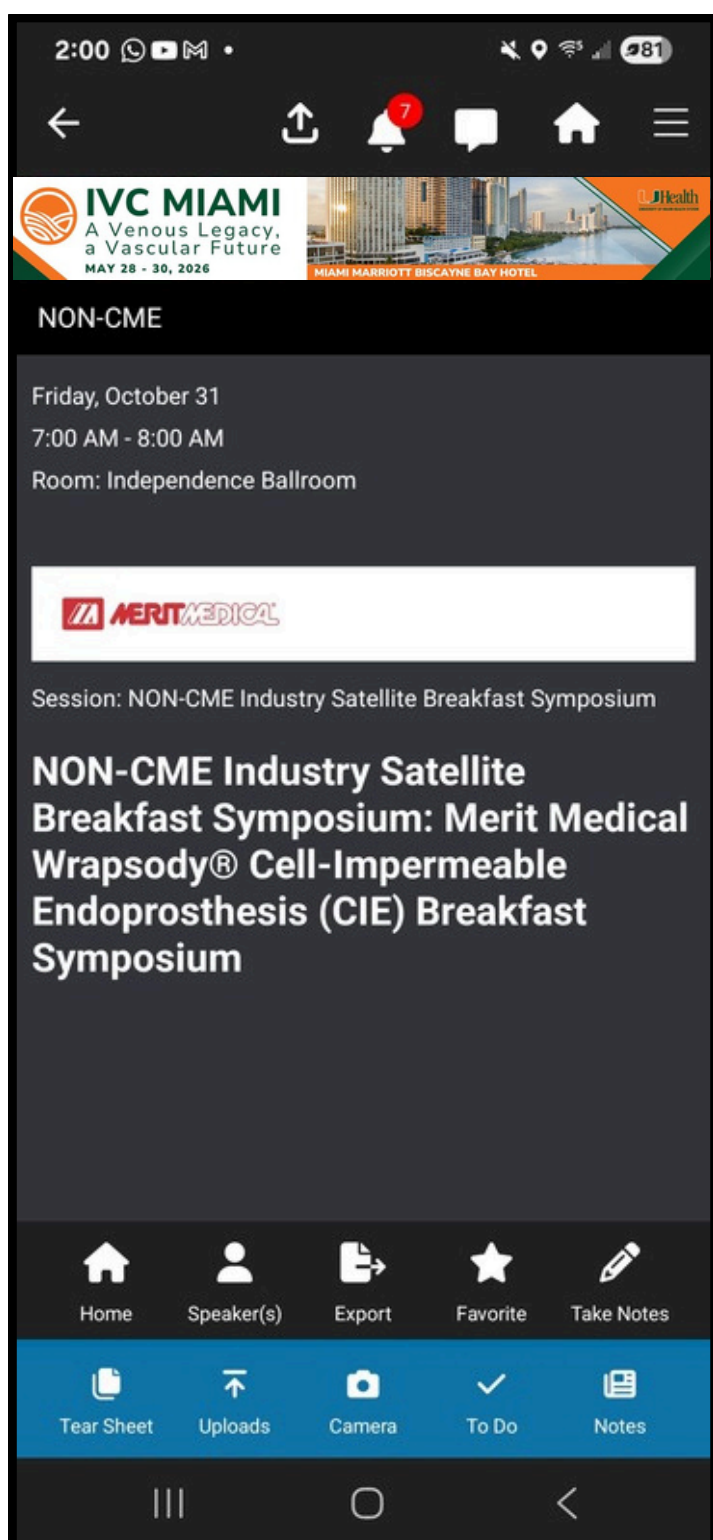 2:00
81
7
IVC MIAMI
A Venous Legacy,
a Vascular Future
MAY 28 - 30, 2026
MIAMI MARRIOTT BISCAYNE BAY HOTEL
UHealth
NON-CME
Friday, October 31
7:00 AM - 8:00 AM
Room: Independence Ballroom
MERITMEDICAL
Session: NON-CME Industry Satellite Breakfast Symposium
NON-CME Industry Satellite
Breakfast Symposium: Merit Medical
Wrapsody® Cell-Impermeable
Endoprosthesis (CIE) Breakfast
Symposium
Home Speaker(s) Export Favorite Take Notes
Tear Sheet Uploads Camera To Do Notes